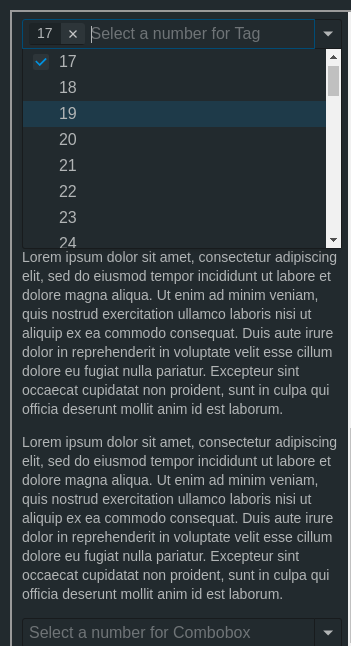 17 × Select a number for Tag
17
18
19
20
21
22
23
24
Lorem ipsum dolor sit amet, consectetur adipiscing
elit, sed do eiusmod tempor incididunt ut labore et
dolore magna aliqua. Ut enim ad minim veniam,
quis nostrud exercitation ullamco laboris nisi ut
aliquip ex ea commodo consequat. Duis aute irure
dolor in reprehenderit in voluptate velit esse cillum
dolore eu fugiat nulla pariatur. Excepteur sint
occaecat cupidatat non proident, sunt in culpa qui
officia deserunt mollit anim id est laborum.
Lorem ipsum dolor sit amet, consectetur adipiscing
elit, sed do eiusmod tempor incididunt ut labore et
dolore magna aliqua. Ut enim ad minim veniam,
quis nostrud exercitation ullamco laboris nisi ut
aliquip ex ea commodo consequat. Duis aute irure
dolor in reprehenderit in voluptate velit esse cillum
dolore eu fugiat nulla pariatur. Excepteur sint
occaecat cupidatat non proident, sunt in culpa qui
officia deserunt mollit anim id est laborum.
Select a number for Combobox